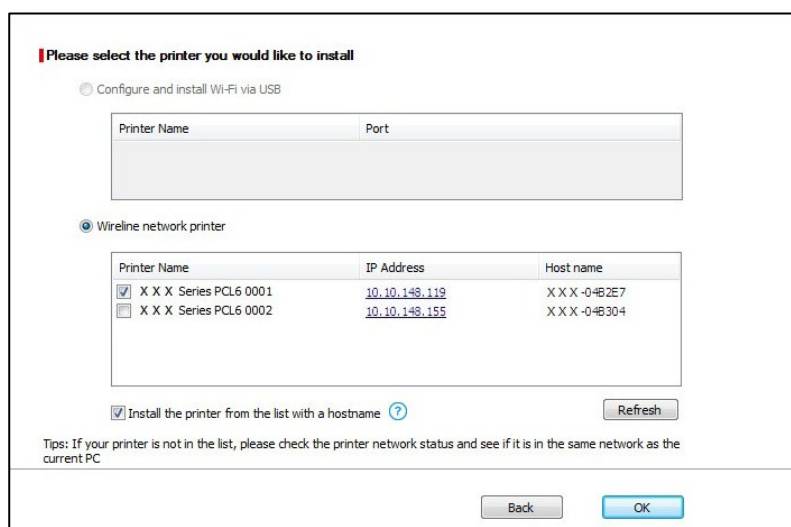 Please select the printer you would like to install
Configure and install Wi-Fi via USB
Printer Name Port
Wireline network printer
Printer Name IP Address Host name
X X X Series PCL6 0001 10.10.148.119 X X X -04B2E7
X X X Series PCL6 0002 10.10.148.155 X X X -04B304
Install the printer from the list with a hostname ?
Refresh
Tips: If your printer is not in the list, please check the printer network status and see if it is in the same network as the
current PC
Back OK